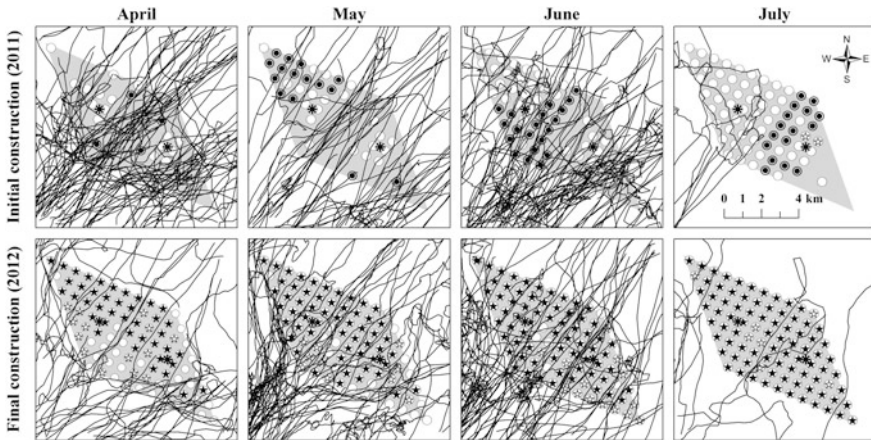 April May June July
Initial construction (2011)
N
W E
S
0 1 2 4 km
Final construction (2012)